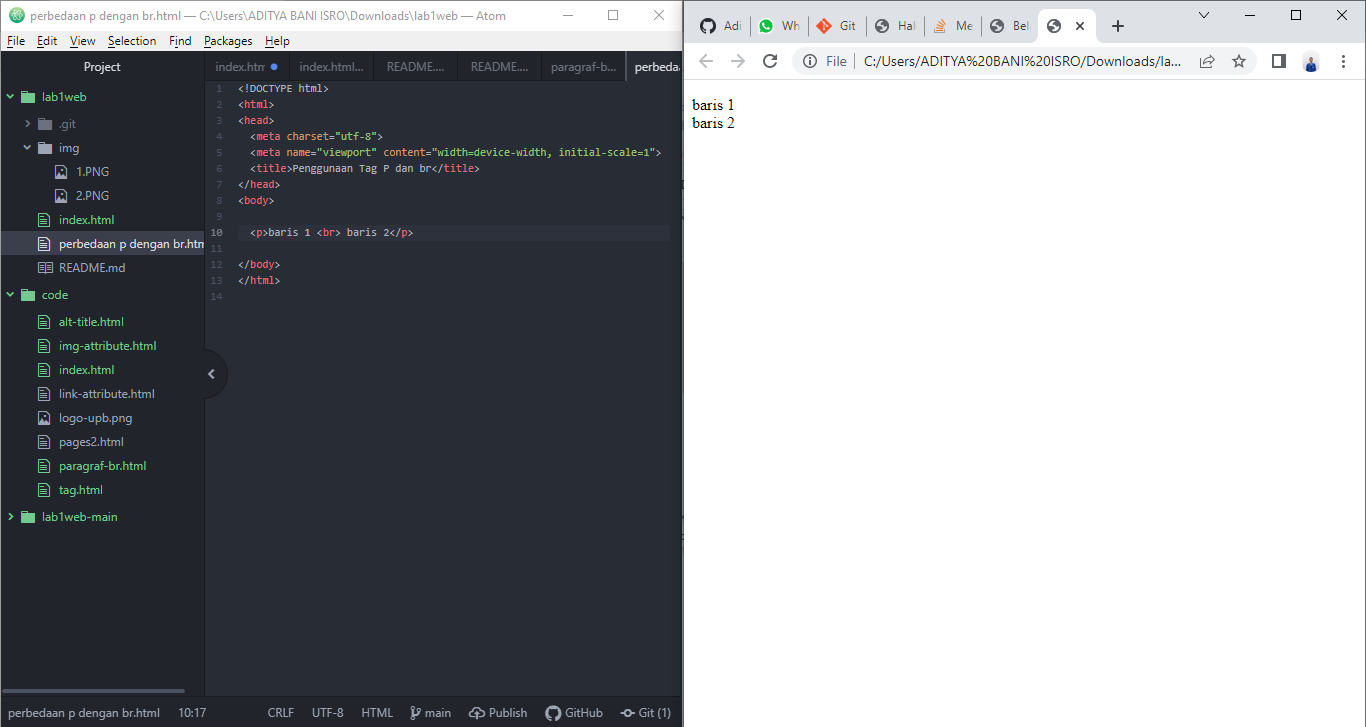 perbedaan p dengan br.html — C:\Users\ADITYA BANI ISRO\Downloads\lab1web — Atom
File Edit View Selection Find Packages Help
Project
lab1web
.git
img
1.PNG
2.PNG
index.html
perbedaan p dengan br.htm
README.md
code
alt-title.html
img-attribute.html
index.html
link-attribute.html
logo-upb.png
pages2.html
paragraf-br.html
tag.html
lab1web-main
index.htm index.html... README.... README.... paragraf-b... perbeda
1 <!DOCTYPE html>
2 <html>
3 <head>
4 <meta charset="utf-8">
5 <meta name="viewport" content="width=device-width, initial-scale=1">
6 <title>Penggunaan Tag P dan br</title>
7 </head>
8 <body>
9
10 <p>baris 1 <br> baris 2</p>
11
12 </body>
13 </html>
14
perbedaan p dengan br.html 10:17 CRLF UTF-8 HTML main Publish GitHub Git (1)
Adi Wh Git Hal Me Bel
File C:/Users/ADITYA%20BANI%20ISRO/Downloads/la...
baris 1
baris 2